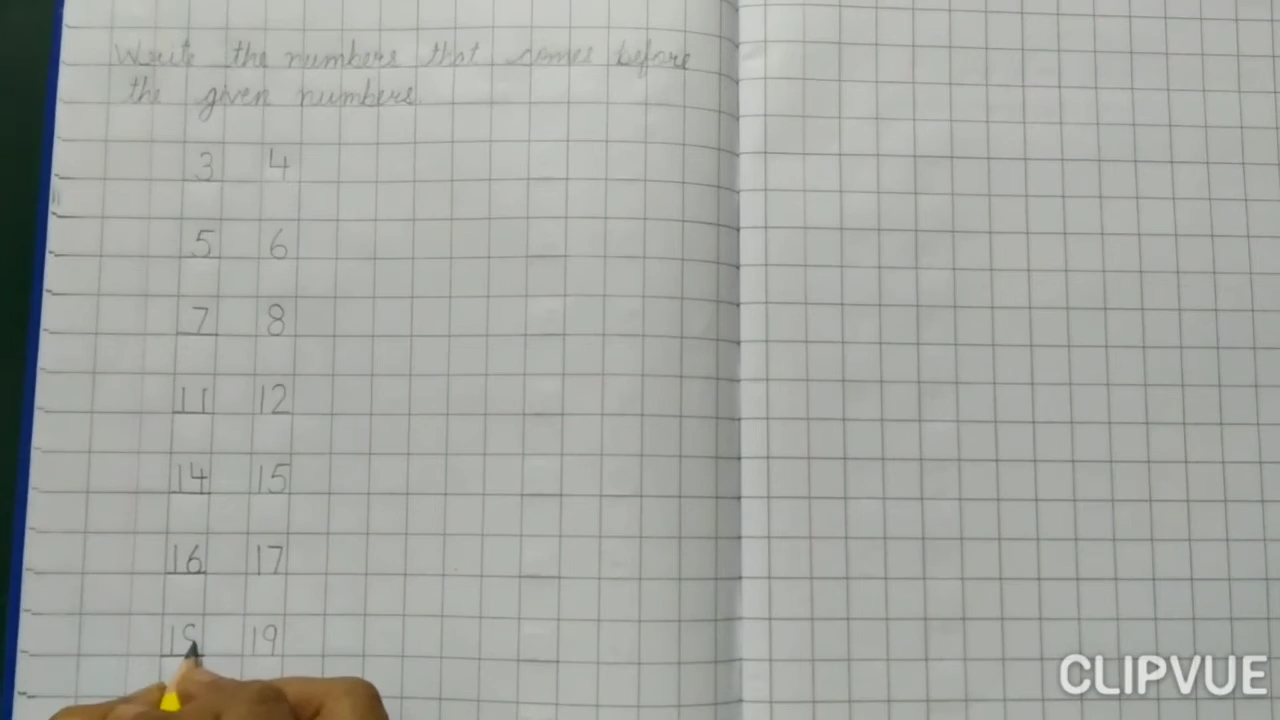 Write the numbers that comes before
the given numbers.
3 4
5 6
7 8
11 12
14 15
16 17
19
CLIPVUE